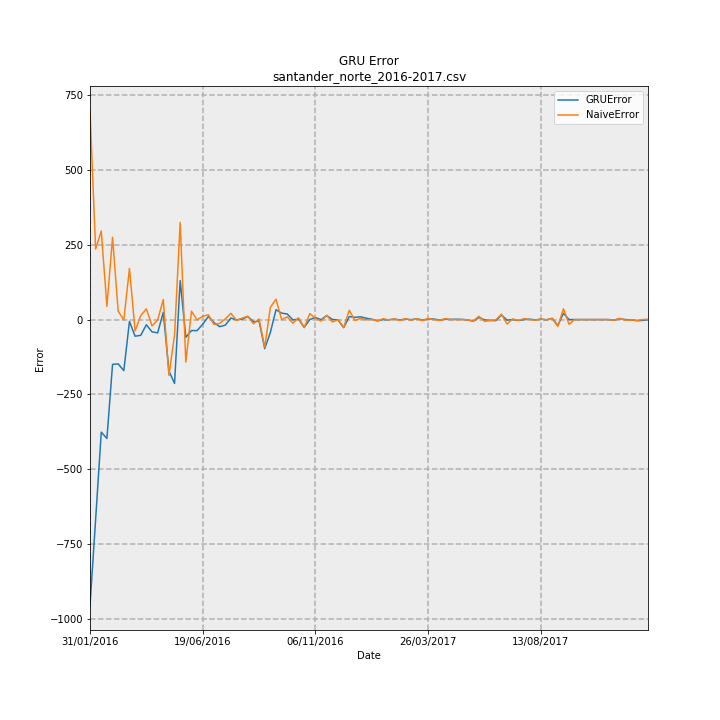 GRU Error
santander_norte_2016-2017.csv
GRUError
NaiveError
750
500
250
0
−250
−500
−750
−1000
Error
31/01/2016 19/06/2016 06/11/2016 26/03/2017 13/08/2017
Date